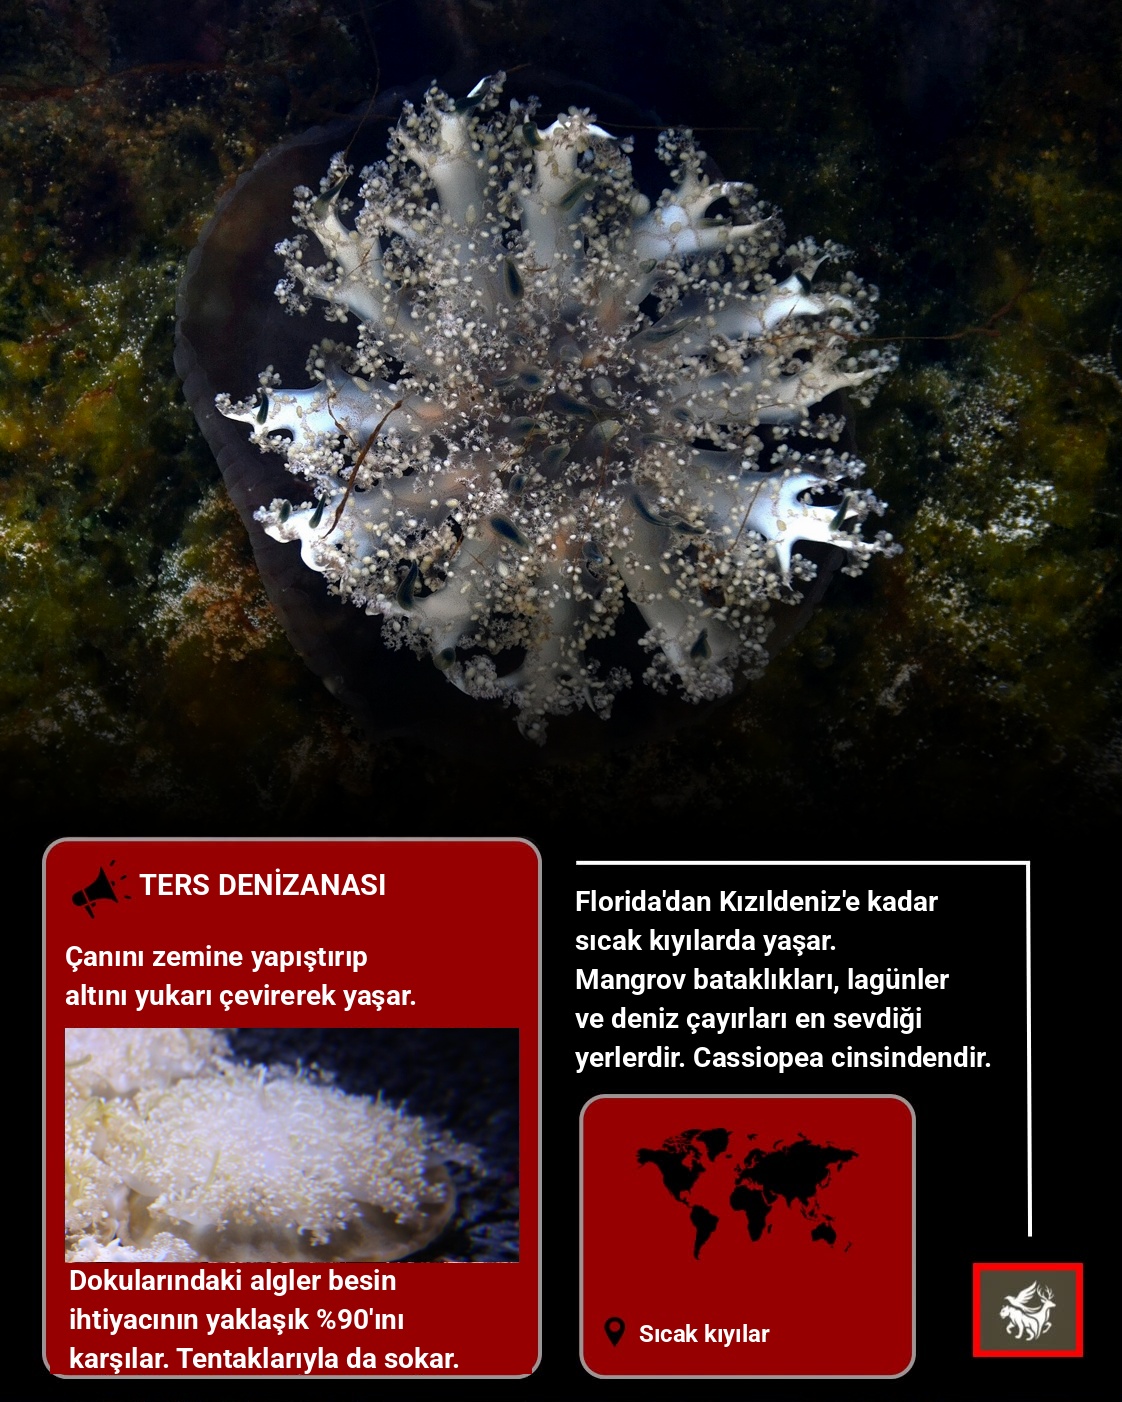 TERS DENİZANASI
Çanını zemine yapıştırıp
altını yukarı çevirerek yaşar.
Dokularındaki algler besin
ihtiyacının yaklaşık %90'ını
karşılar. Tentaklarıyla da sokar.
Florida'dan Kızıldeniz'e kadar
sıcak kıyılarda yaşar.
Mangrov bataklıkları, lagünler
ve deniz çayırları en sevdiği
yerlerdir. Cassiopea cinsindendir.
Sıcak kıyılar